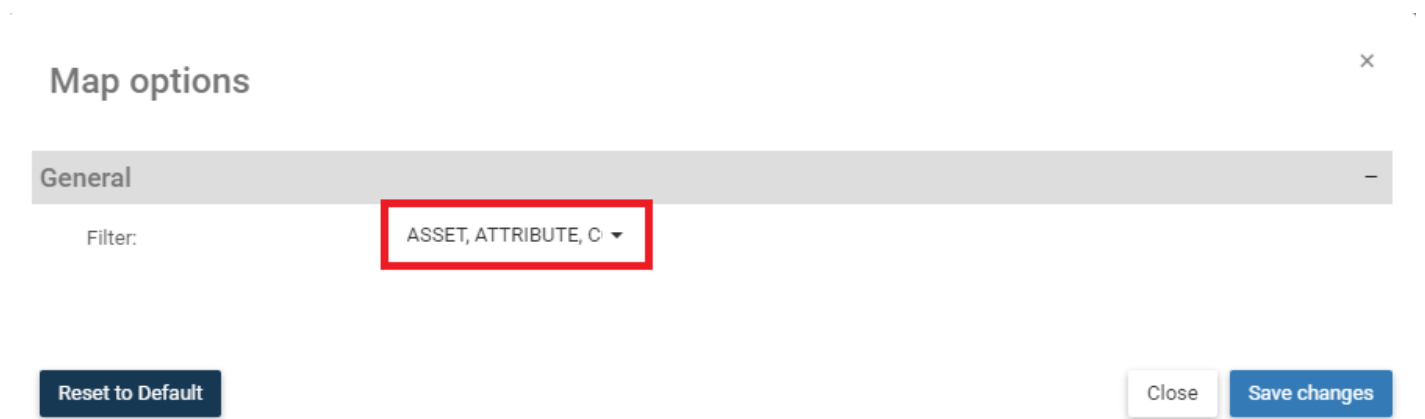 Map options
×
General
−
Filter:
ASSET, ATTRIBUTE, C
Reset to Default
Close
Save changes